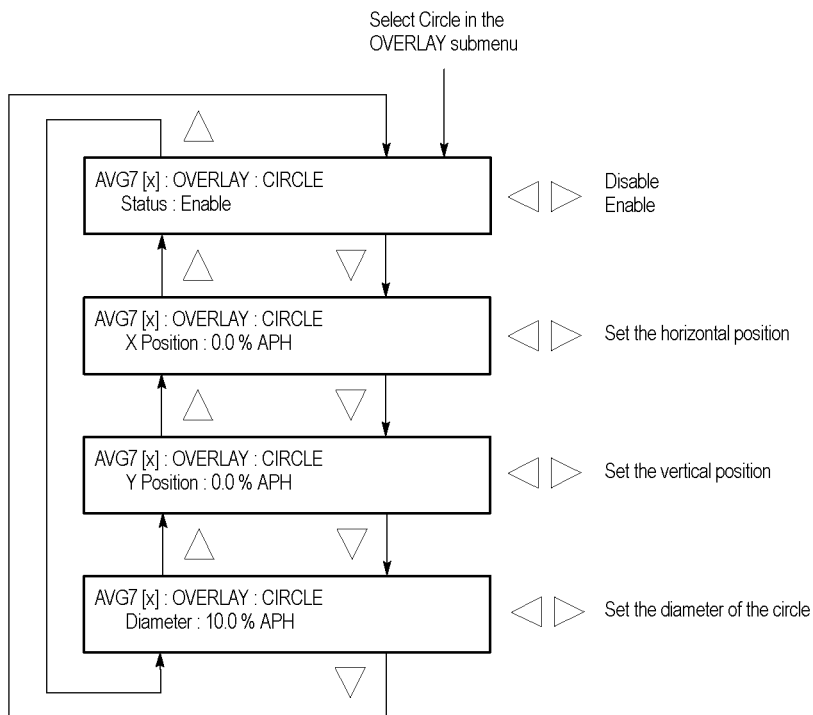 Select Circle in the
OVERLAY submenu
AVG7 [x] : OVERLAY : CIRCLE
Status : Enable
Disable
Enable
AVG7 [x] : OVERLAY : CIRCLE
X Position : 0.0 % APH
Set the horizontal position
AVG7 [x] : OVERLAY : CIRCLE
Y Position : 0.0 % APH
Set the vertical position
AVG7 [x] : OVERLAY : CIRCLE
Diameter : 10.0 % APH
Set the diameter of the circle